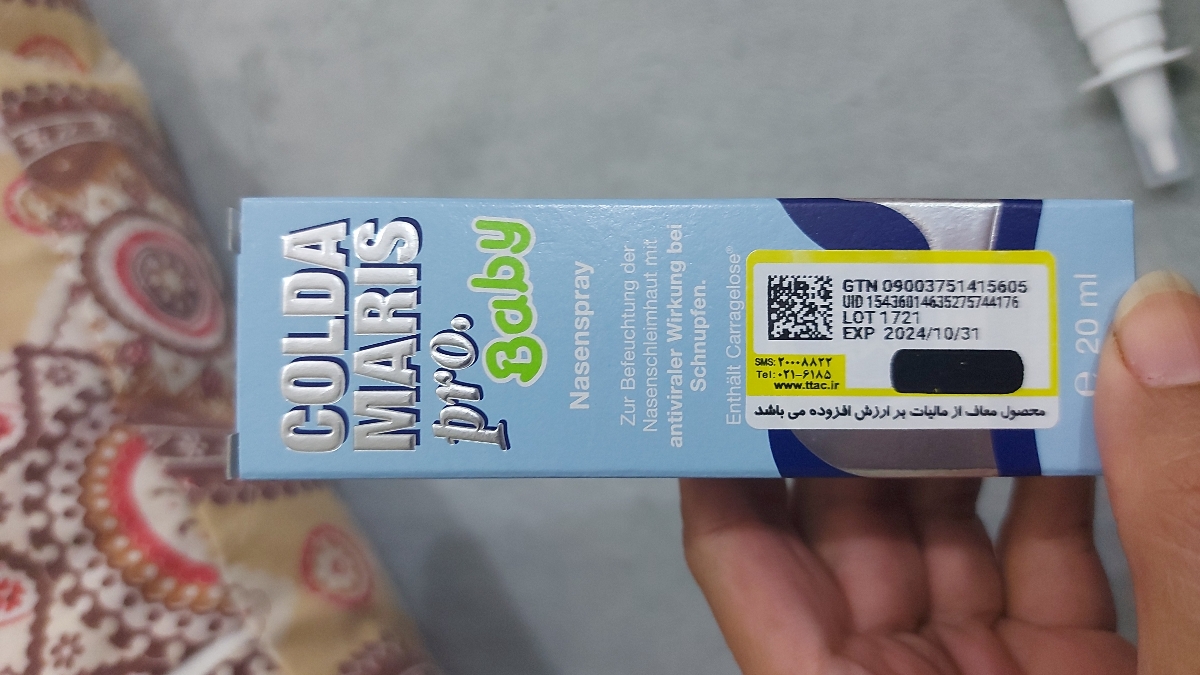 COLDA
MARIS
pro.
Baby
Nasenspray
Zur Befeuchtung der
Nasenschleimhaut mit
antiviraler Wirkung bei
Schnupfen.
Enthält Carragelose®
GTN 09003751415605
UID 15436014635275744176
LOT 1721
EXP 2024/10/31
SMS: ۲۰۰۰۸۸۲۲
Tel: ۰۲۱-۶۱۸۵
www.ttac.ir
محصول معاف از مالیات بر ارزش افزوده می باشد
e 20 ml